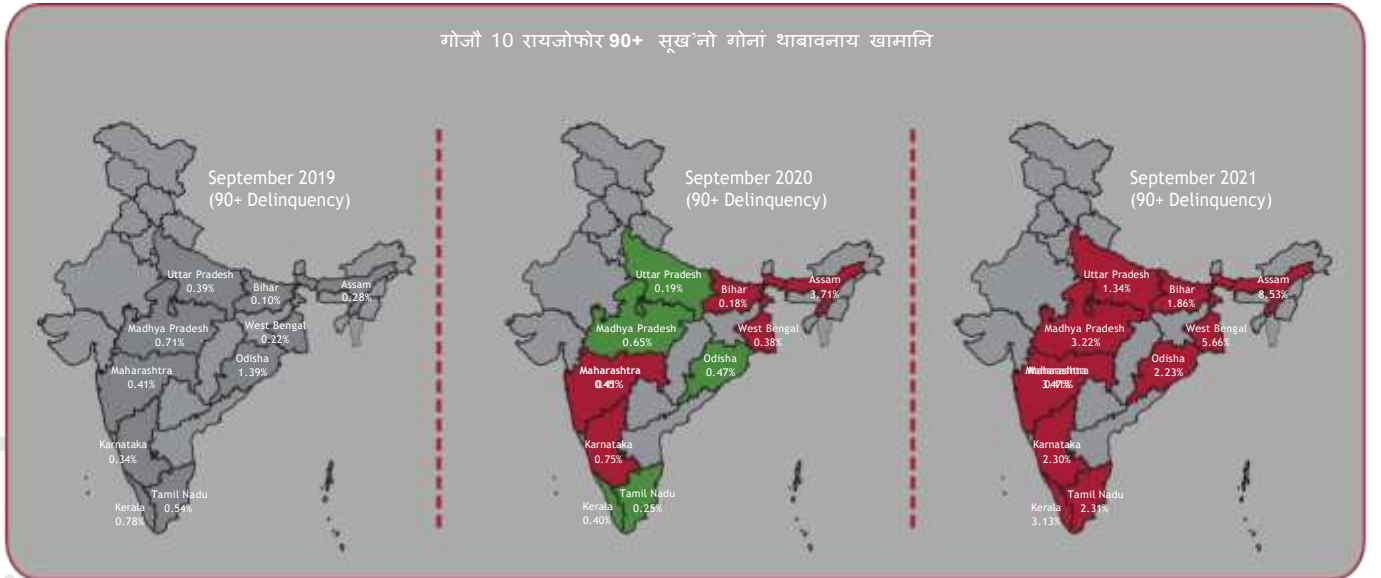 गोजौ 10 रायजोफोर 90+ सूख'नो गोनां थाबावनाय खामानि
September 2019
(90+ Delinquency)
Uttar Pradesh
0.39%
Bihar
0.10%
Assam
0.28%
Madhya Pradesh
0.71%
West Bengal
0.22%
Odisha
1.39%
Maharashtra
0.41%
Karnataka
0.34%
Tamil Nadu
0.54%
Kerala
0.78%
September 2020
(90+ Delinquency)
Uttar Pradesh
0.19%
Bihar
0.18%
Assam
3.71%
Madhya Pradesh
0.65%
West Bengal
0.38%
Odisha
0.47%
Maharashtra
Karnataka
0.75%
Tamil Nadu
0.25%
Kerala
0.40%
September 2021
(90+ Delinquency)
Uttar Pradesh
1.34%
Bihar
1.86%
Assam
8.53%
Madhya Pradesh
3.22%
West Bengal
5.66%
Odisha
2.23%
Maharashtra
Karnataka
2.30%
Tamil Nadu
2.31%
Kerala
3.13%